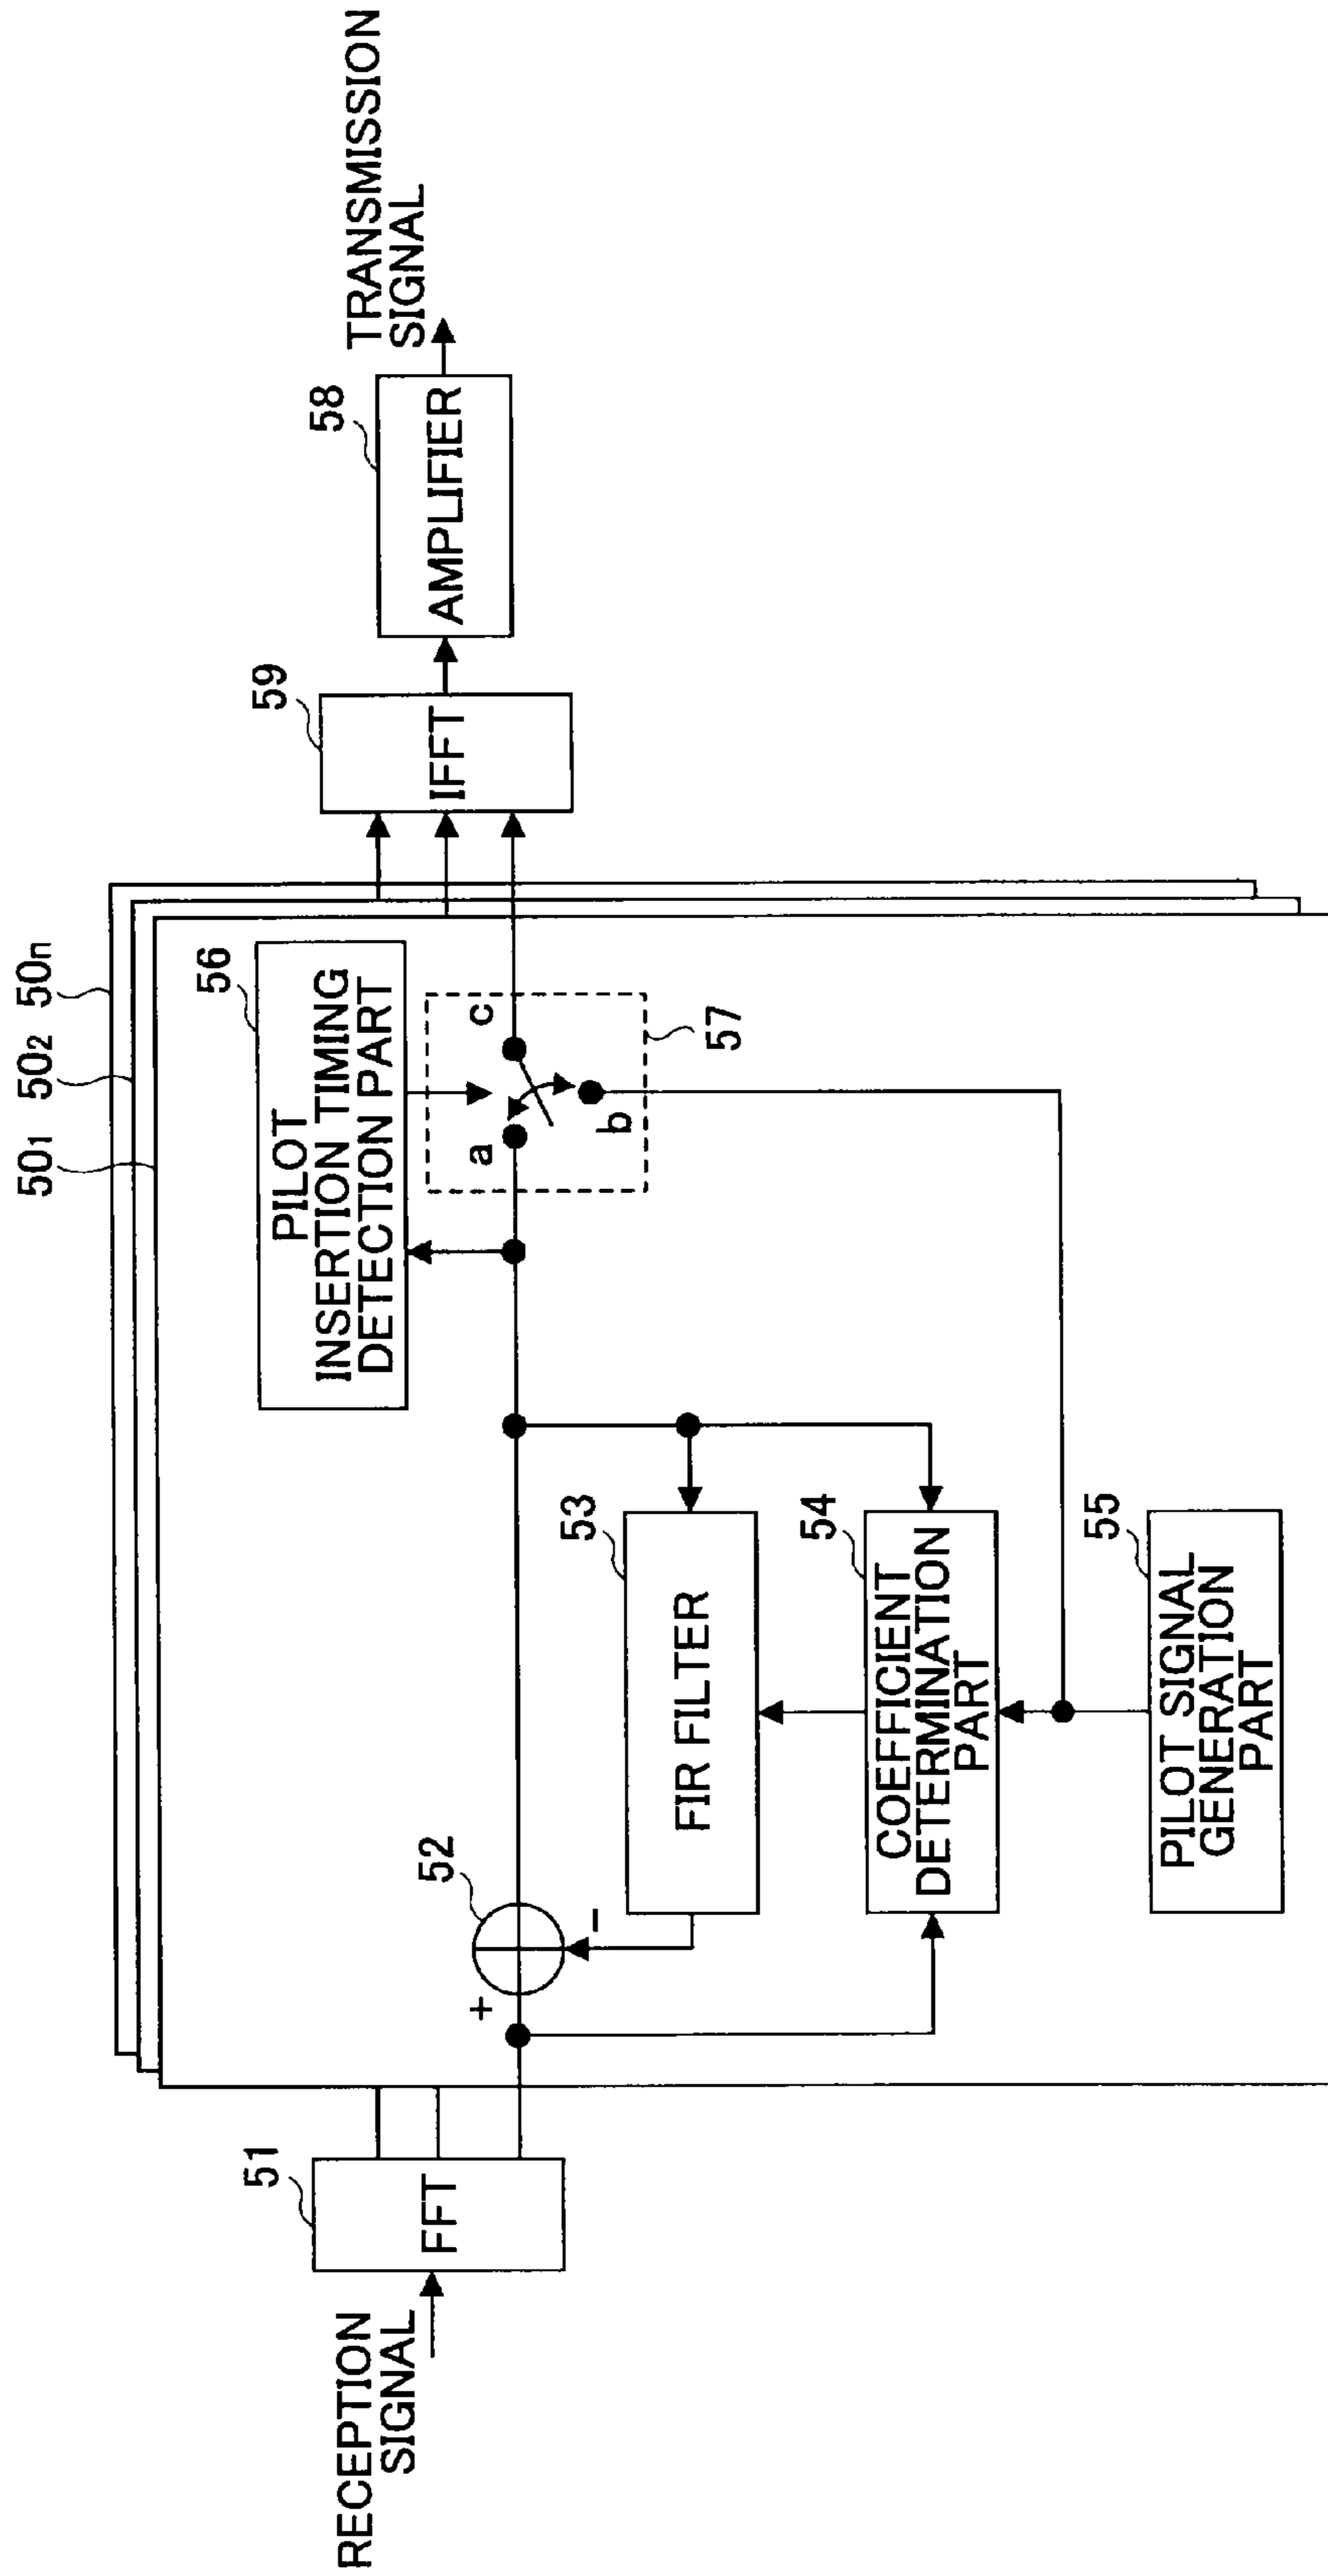 50₁
50₂
50n
51
FFT
RECEPTION
SIGNAL
52
+
−
53
FIR FILTER
54
COEFFICIENT
DETERMINATION
PART
55
PILOT SIGNAL
GENERATION
PART
56
PILOT
INSERTION TIMING
DETECTION PART
a
b
c
57
59
IFFT
58
AMPLIFIER
TRANSMISSION
SIGNAL